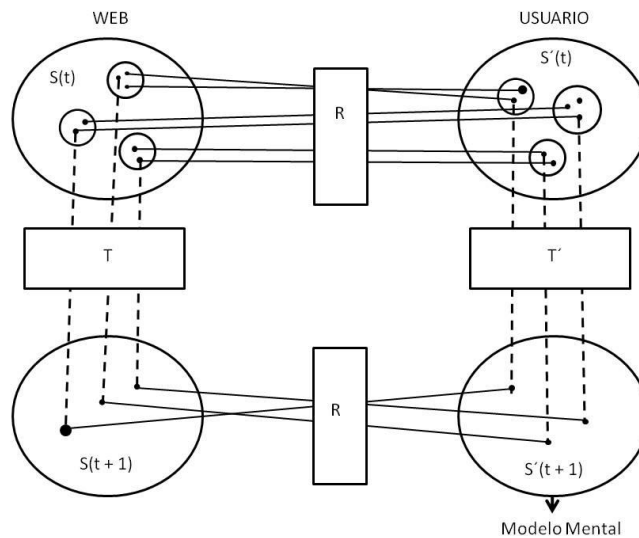 WEB
USUARIO
S(t)
S´(t)
R
T
T´
R
S(t + 1)
S´(t + 1)
Modelo Mental